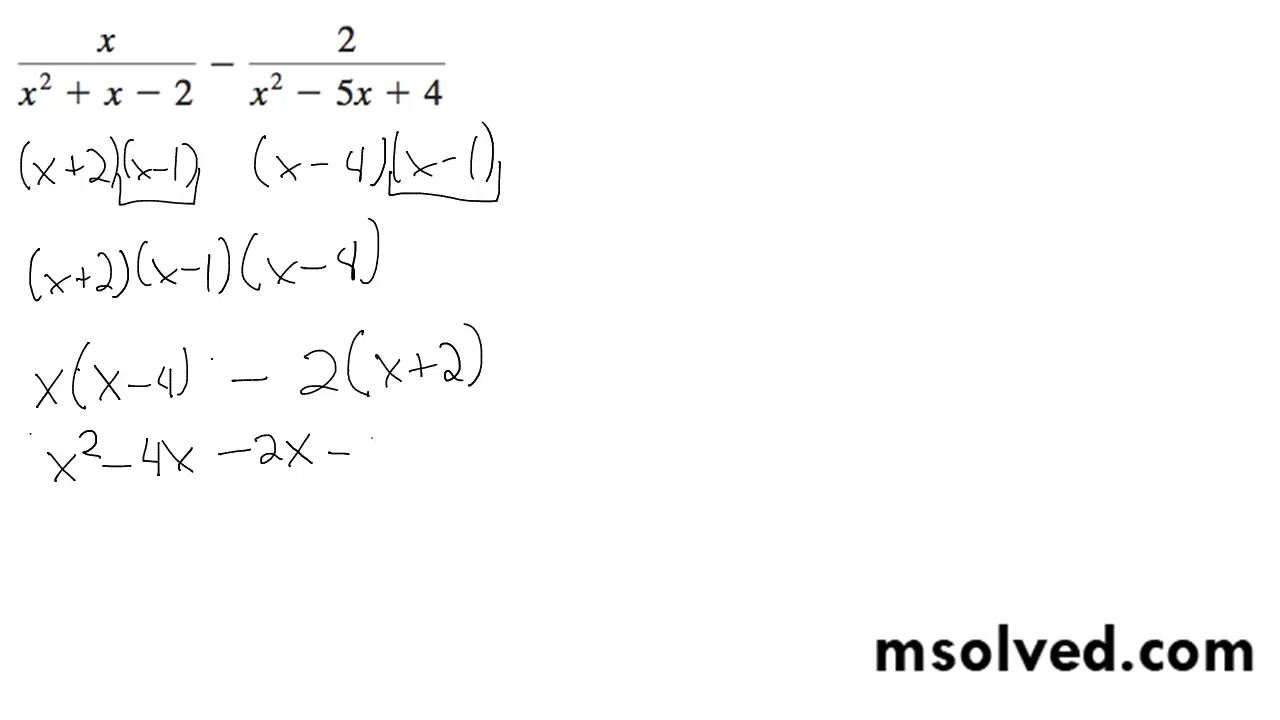 x/(x² + x − 2) − 2/(x² − 5x + 4)
(x+2)(x−1) (x−4)(x−1)
(x+2)(x−1)(x−4)
x(x−4) − 2(x+2)
x² − 4x − 2x −
msolved.com